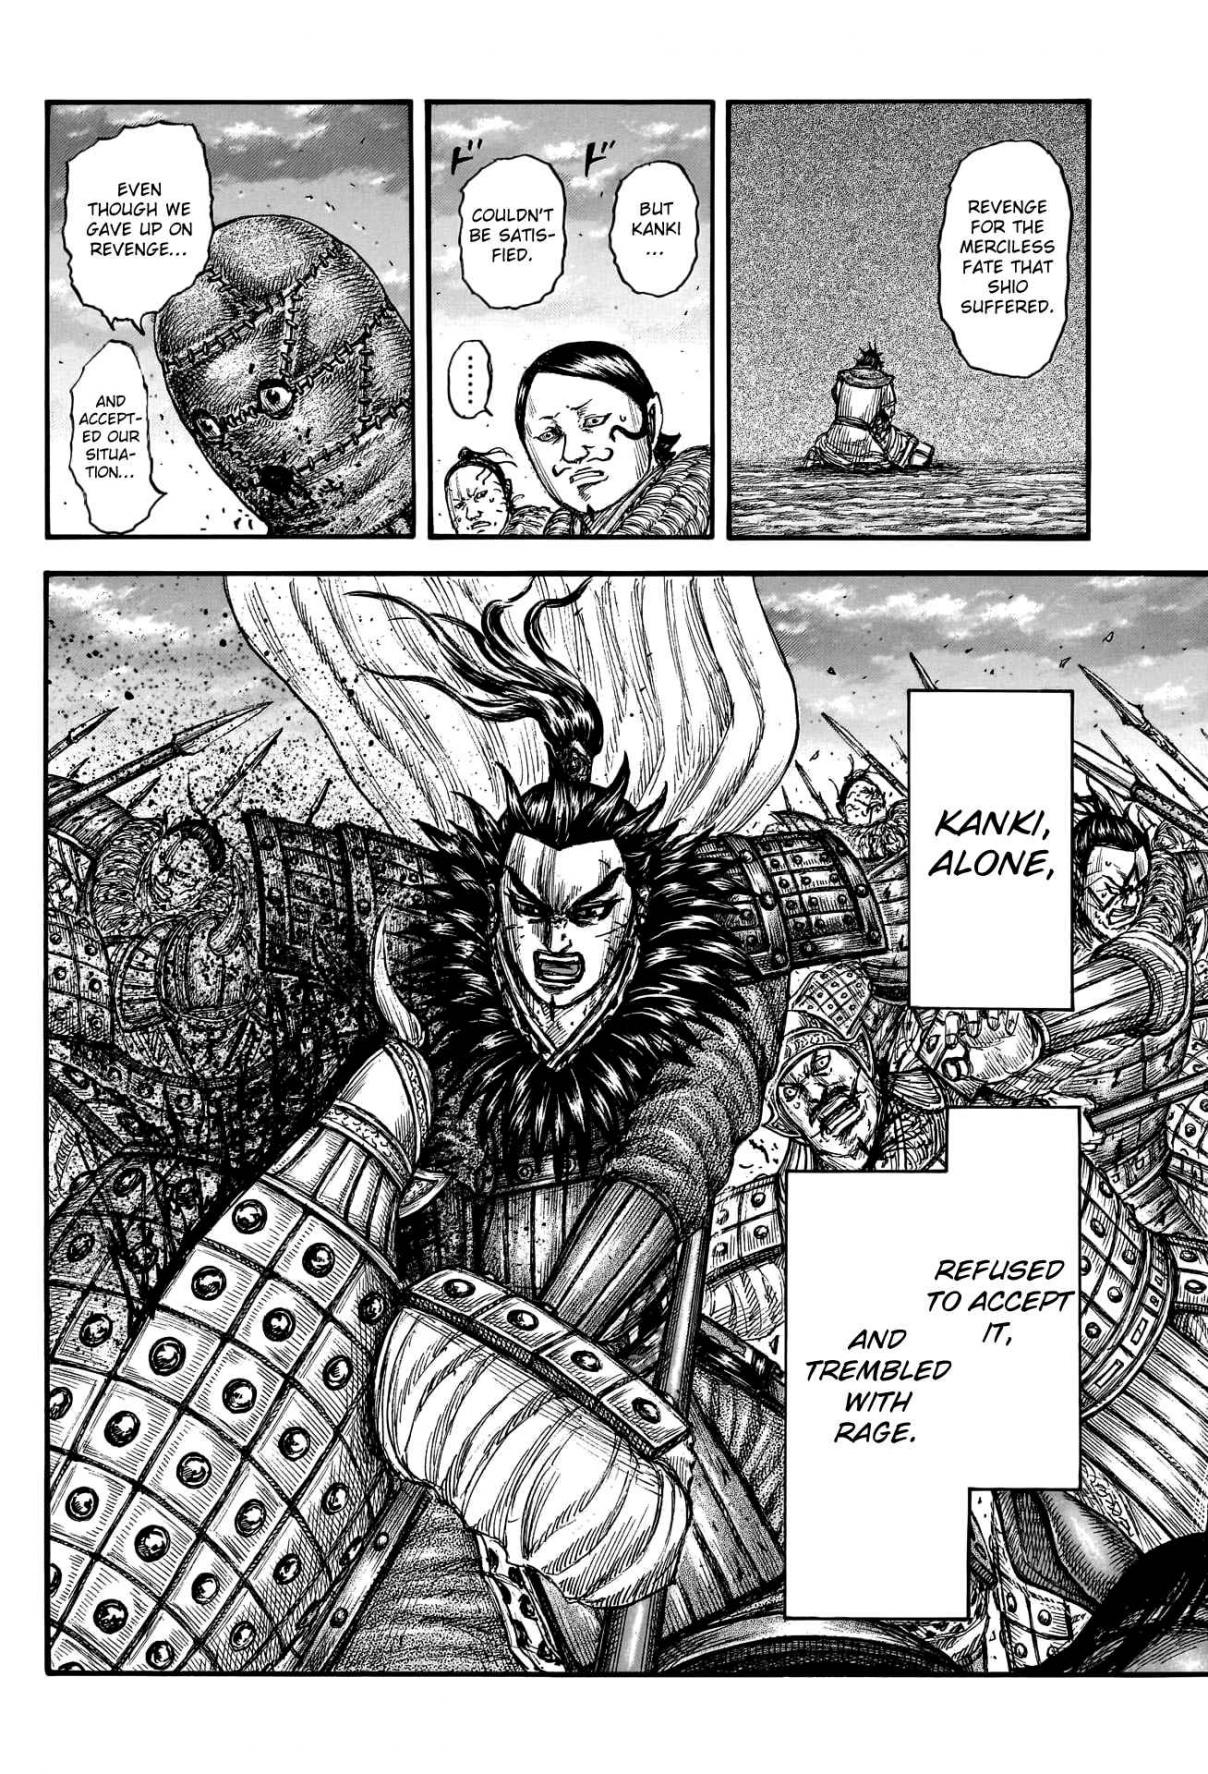 REVENGE
FOR THE
MERCILESS
FATE THAT
SHIO
SUFFERED.
BUT
KANKI
...
ド
ド
COULDN'T
BE SATIS-
FIED.
......
EVEN
THOUGH WE
GAVE UP ON
REVENGE...
AND
ACCEPT-
ED OUR
SITUA-
TION...
KANKI,
ALONE,
REFUSED
TO ACCEPT
IT,
AND
TREMBLED
WITH
RAGE.